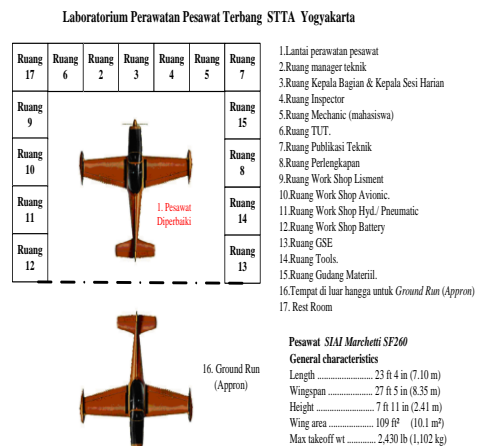 Laboratorium Perawatan Pesawat Terbang STTA Yogyakarta
Ruang 17
Ruang 6
Ruang 2
Ruang 3
Ruang 4
Ruang 5
Ruang 7
Ruang 9
Ruang 15
Ruang 10
Ruang 8
Ruang 11
Ruang 14
Ruang 12
Ruang 13
1. Pesawat
Diperbaiki
16. Ground Run
(Appron)
1.Lantai perawatan pesawat
2.Ruang manager teknik
3.Ruang Kepala Bagian & Kepala Sesi Harian
4.Ruang Inspector
5.Ruang Mechanic (mahasiswa)
6.Ruang TUT.
7.Ruang Publikasi Teknik
8.Ruang Perlengkapan
9.Ruang Work Shop Lisment
10.Ruang Work Shop Avionic.
11.Ruang Work Shop Hyd./ Pneumatic
12.Ruang Work Shop Battery
13.Ruang GSE
14.Ruang Tools.
15.Ruang Gudang Materiil.
16.Tempat di luar hangga untuk Ground Run (Appron)
17. Rest Room
Pesawat SIAI Marchetti SF260
General characteristics
Length ......................... 23 ft 4 in (7.10 m)
Wingspan .................... 27 ft 5 in (8.35 m)
Height .......................... 7 ft 11 in (2.41 m)
Wing area .................... 109 ft² (10.1 m²)
Max takeoff wt ............. 2,430 lb (1,102 kg)